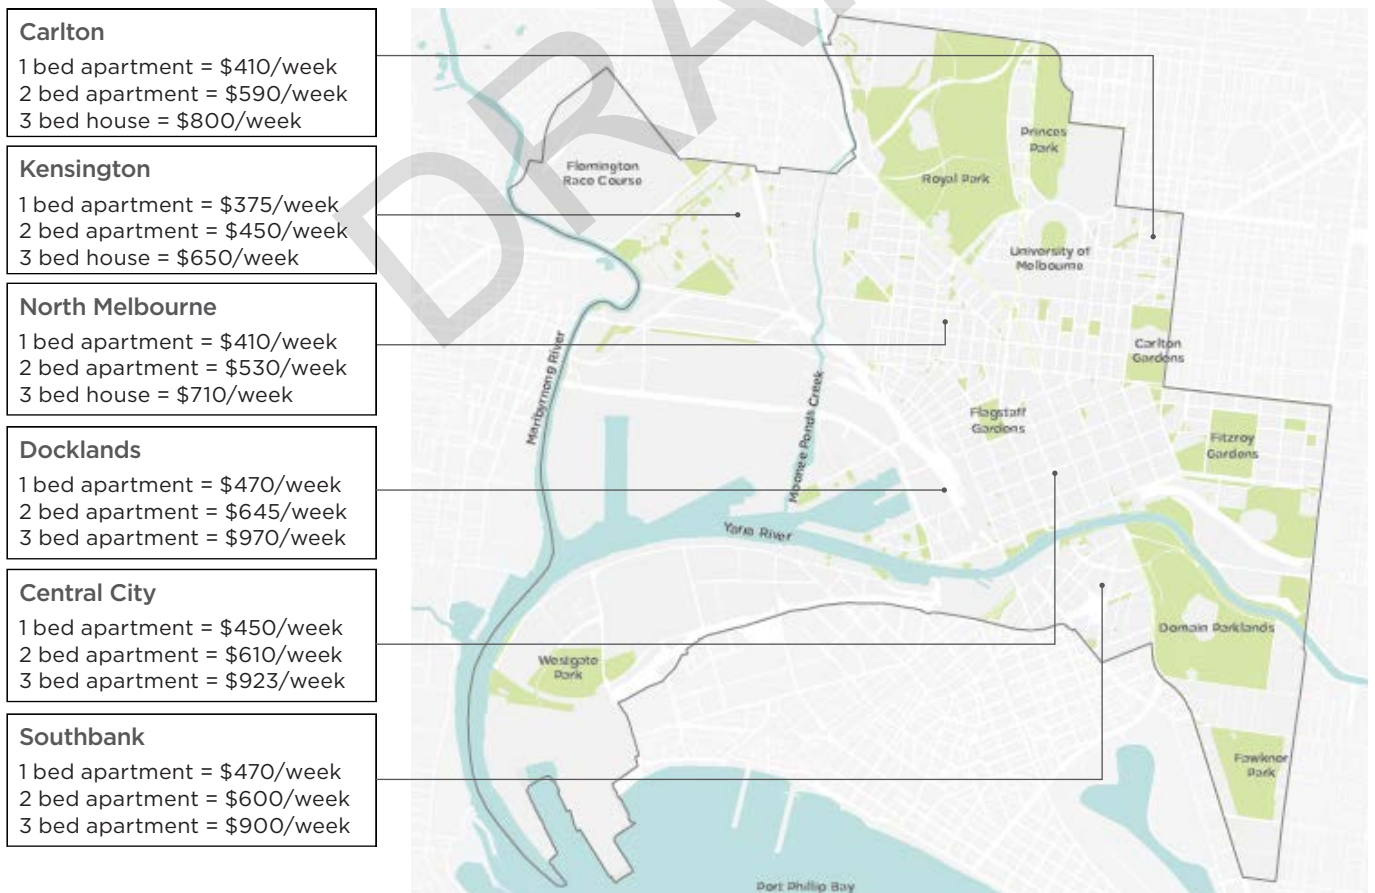 Carlton
1 bed apartment = $410/week
2 bed apartment = $590/week
3 bed house = $800/week
Kensington
1 bed apartment = $375/week
2 bed apartment = $450/week
3 bed house = $650/week
North Melbourne
1 bed apartment = $410/week
2 bed apartment = $530/week
3 bed house = $710/week
Docklands
1 bed apartment = $470/week
2 bed apartment = $645/week
3 bed apartment = $970/week
Central City
1 bed apartment = $450/week
2 bed apartment = $610/week
3 bed apartment = $923/week
Southbank
1 bed apartment = $470/week
2 bed apartment = $600/week
3 bed apartment = $900/week
DRA
Princes
Park
Flemington
Race Course
Royal Park
University of
Melbourne
Maribyrnong River
Carlton
Gardens
Moonee Ponds Creek
Flagstaff
Gardens
Fitzroy
Gardens
Yarra River
Domain Parklands
Westgate
Park
Fawkner
Park
Port Phillip Bay